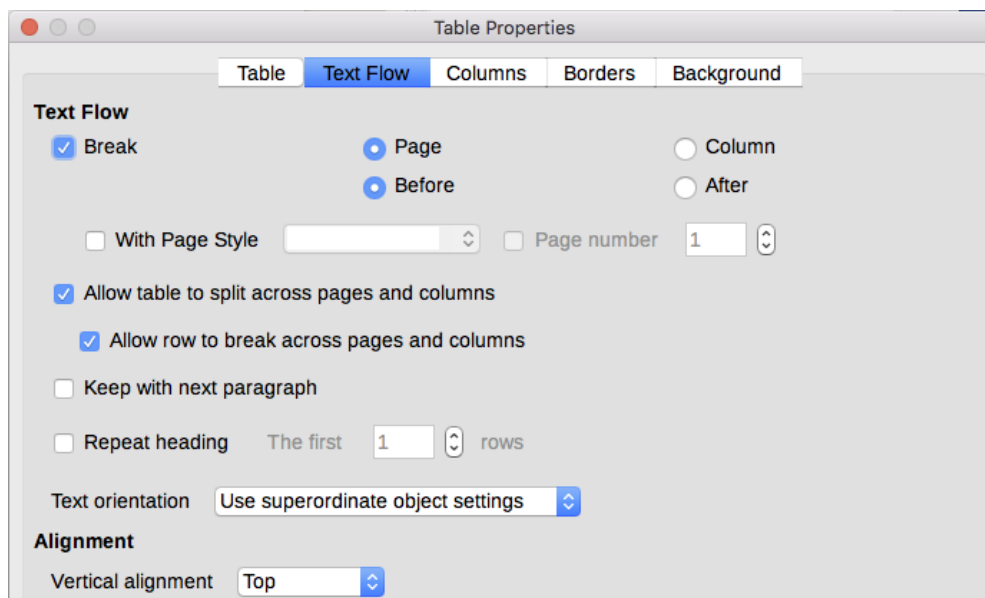 Table Properties
Table Text Flow Columns Borders Background
Text Flow
Break Page Column
Before After
With Page Style Page number 1
Allow table to split across pages and columns
Allow row to break across pages and columns
Keep with next paragraph
Repeat heading The first 1 rows
Text orientation Use superordinate object settings
Alignment
Vertical alignment Top